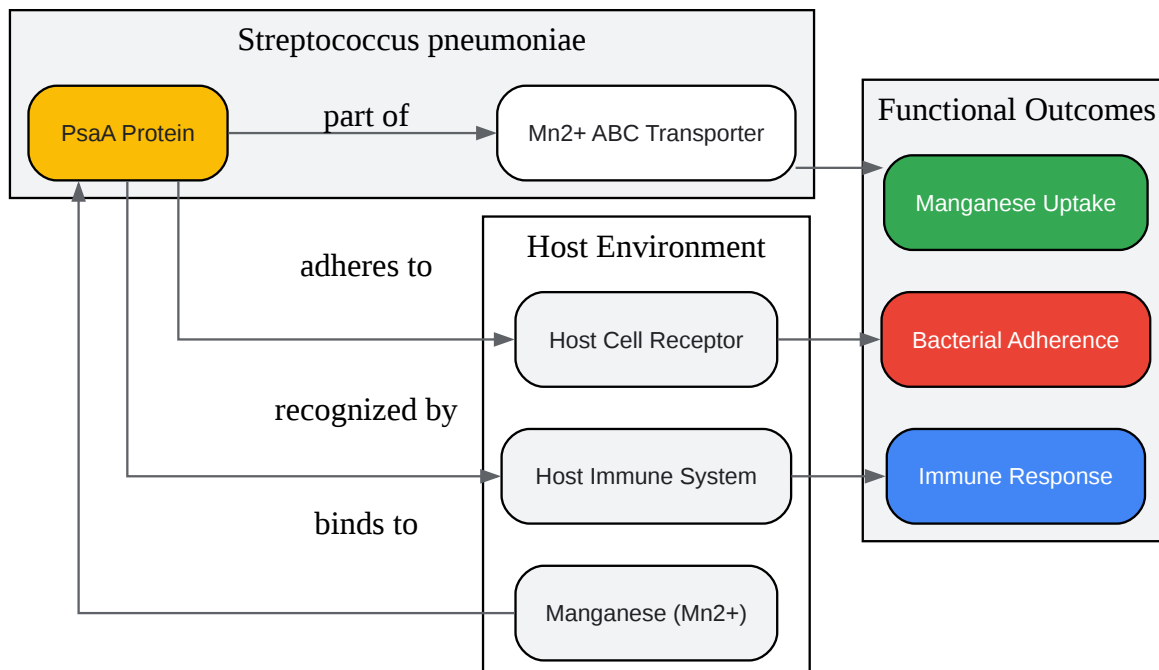 Streptococcus pneumoniae
PsaA Protein
part of
Mn2+ ABC Transporter
Functional Outcomes
Manganese Uptake
Host Environment
adheres to
Host Cell Receptor
Bacterial Adherence
recognized by
Host Immune System
Immune Response
binds to
Manganese (Mn2+)